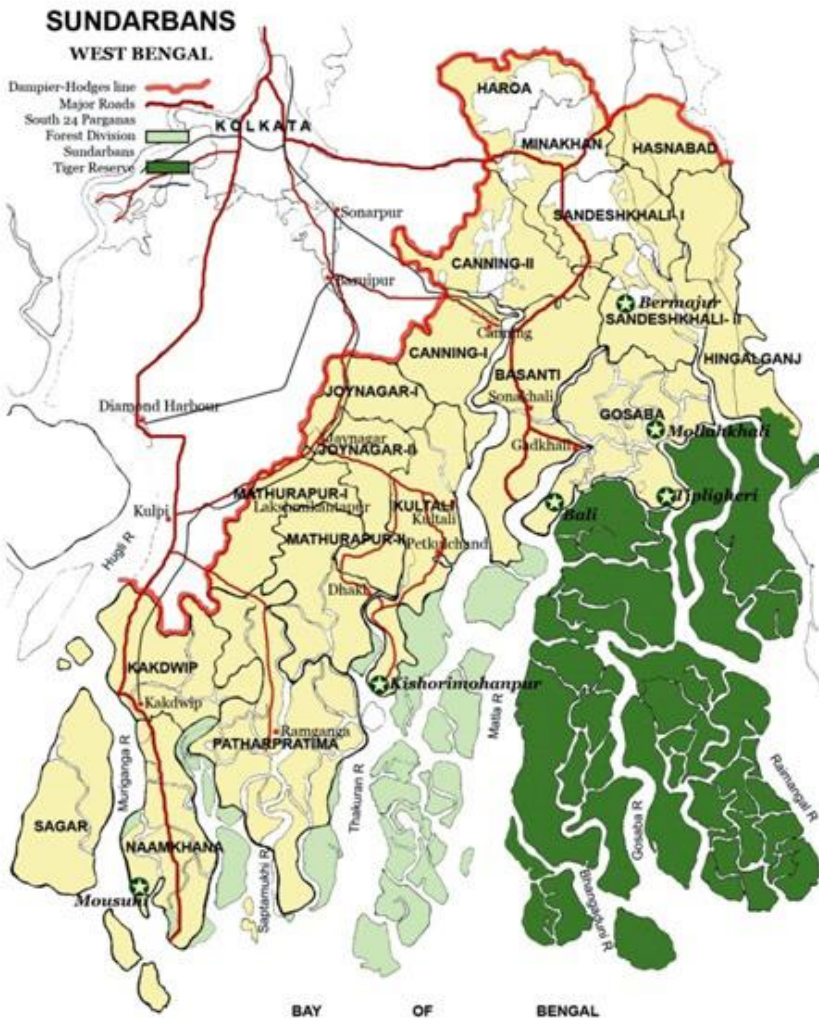 SUNDARBANS
WEST BENGAL
Dampier-Hodges line
Major Roads
South 24 Parganas
Forest Division
Sundarbans
Tiger Reserve
KOLKATA
HAROA
MINAKHAN
HASNABAD
Sonarpur
SANDESHKHALI-I
CANNING-II
Baruipur
Bermajur
SANDESHKHALI-II
Canning
CANNING-I
HINGALGANJ
BASANTI
JOYNAGAR-I
Sonakhali
GOSABA
Diamond Harbour
Mollahkhali
Jaynagar
JOYNAGAR-II
Gadkhali
MATHURAPUR-I
Lakshmikantapur
KULTALI
Kultali
Tipligheri
Bali
Kulpi
MATHURAPUR-II
Petkulchand
Hugli R
Dhaki
KAKDWIP
Kishorimohanpur
Kakdwip
Matla R
Ramganga
PATHARPRATIMA
Muriganga R
Thakuran R
Raimangal R
SAGAR
Gosaba R
NAAMKHANA
Saptamukhi R
Mousuni
Bhangaduni R
BAY OF BENGAL